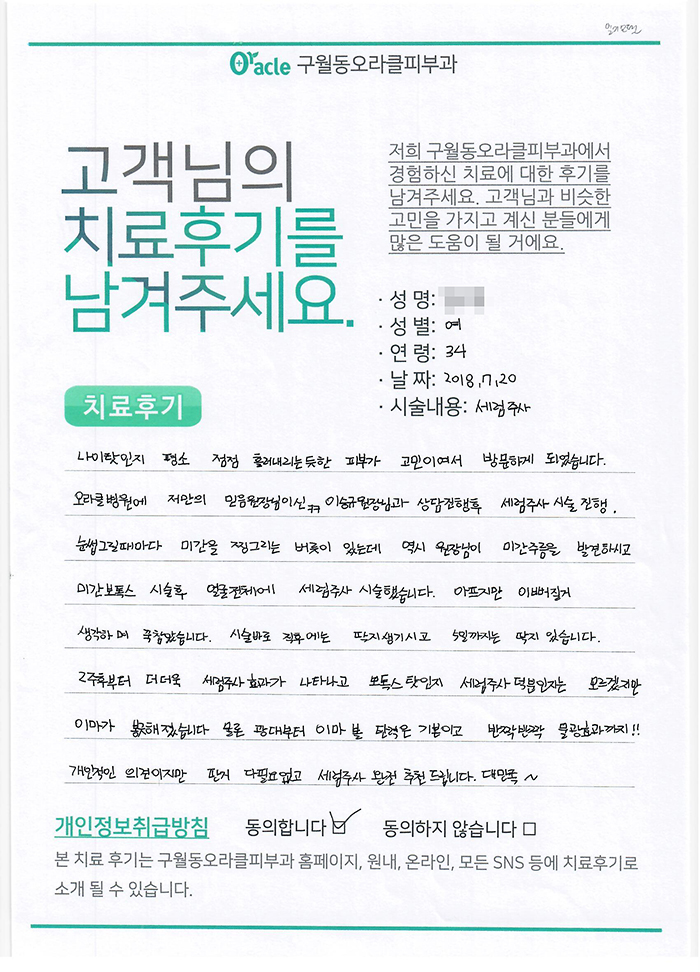 Oracle 구월동오라클피부과
고객님의
치료후기를
남겨주세요.
저희 구월동오라클피부과에서
경험하신 치료에 대한 후기를
남겨주세요. 고객님과 비슷한
고민을 가지고 계신 분들에게
많은 도움이 될 거에요.
· 성 명:
· 성 별: 여
· 연 령: 34
· 날 짜: 2018, 7, 20
· 시술내용: 세럼주사
치료후기
나이탓인지 평소 점점 흘러내리는듯한 피부가 고민이여서 방문하게 되었습니다.
오라클병원에 저만의 믿음원장님이신ㅋㅋ 이승규원장님과 상담진행후 세럼주사 시술 진행.
눈썹그릴때마다 미간을 찡그리는 버릇이 있는데 역시 원장님이 미간주름을 발견하시고
미간보톡스 시술후 얼굴전체에 세럼주사 시술했습니다. 아프지만 이뻐질거
생각하며 꾹참았습니다. 시술바로 직후에는 딱지생기시고 5일까지는 딱지 있습니다.
2주후부터 더더욱 세럼주사효과가 나타나고 보톡스 탓인지 세럼주사 덕분인지는 모르겠지만
이마가 볼록해졌습니다 물론 광대부터 이마 볼 탄력은 기본이고 반짝반짝 물광효과까지!!
개인적인 의견이지만 딴거 다필요없고 세럼주사 완전 추천 드립니다. 대만족 ~
개인정보취급방침 동의합니다 ☑ 동의하지 않습니다 □
본 치료 후기는 구월동오라클피부과 홈페이지, 원내, 온라인, 모든 SNS 등에 치료후기로
소개 될 수 있습니다.